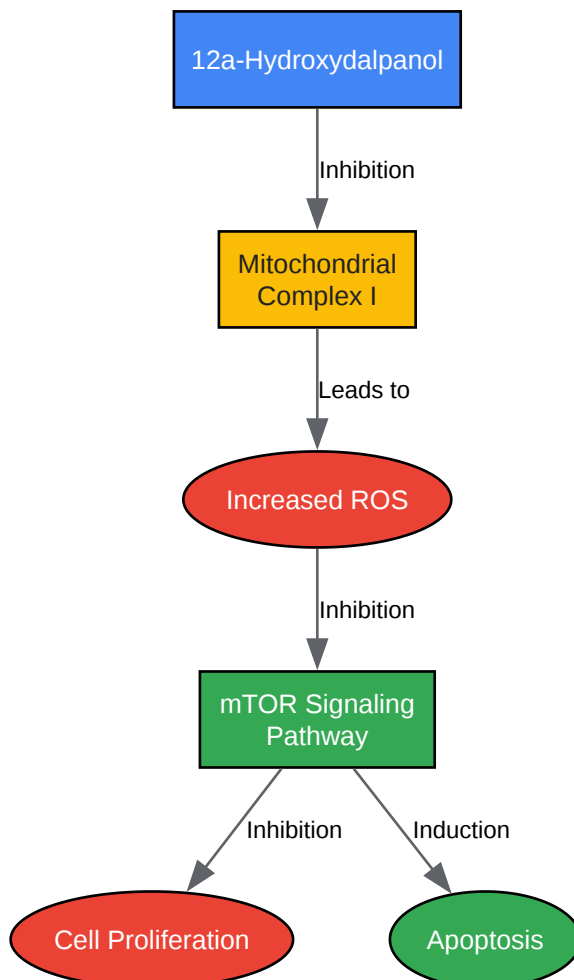 12a-Hydroxydalpanol
Inhibition
Mitochondrial
Complex I
Leads to
Increased ROS
Inhibition
mTOR Signaling
Pathway
Inhibition
Induction
Cell Proliferation
Apoptosis